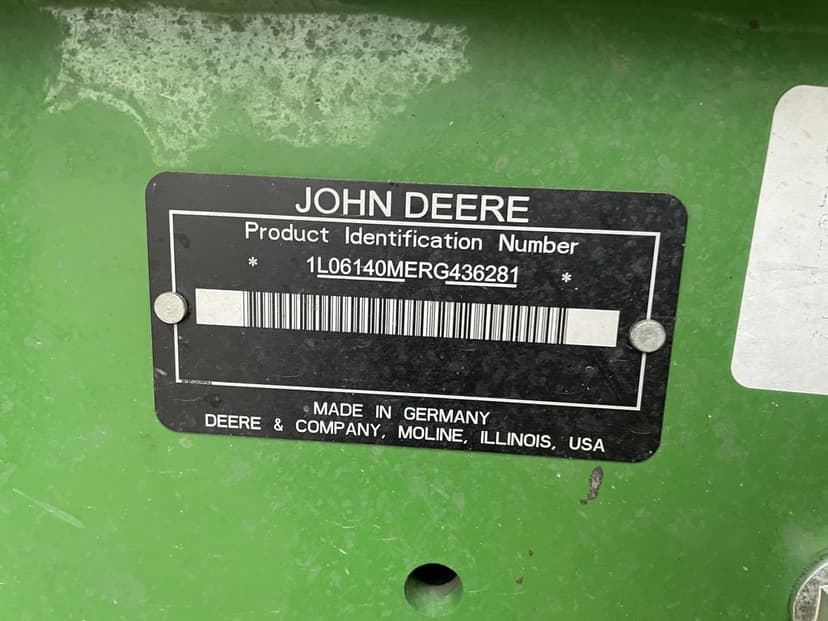 JOHN DEERE
Product Identification Number
* 1L06140MERG436281 *
MADE IN GERMANY
DEERE & COMPANY, MOLINE, ILLINOIS, USA